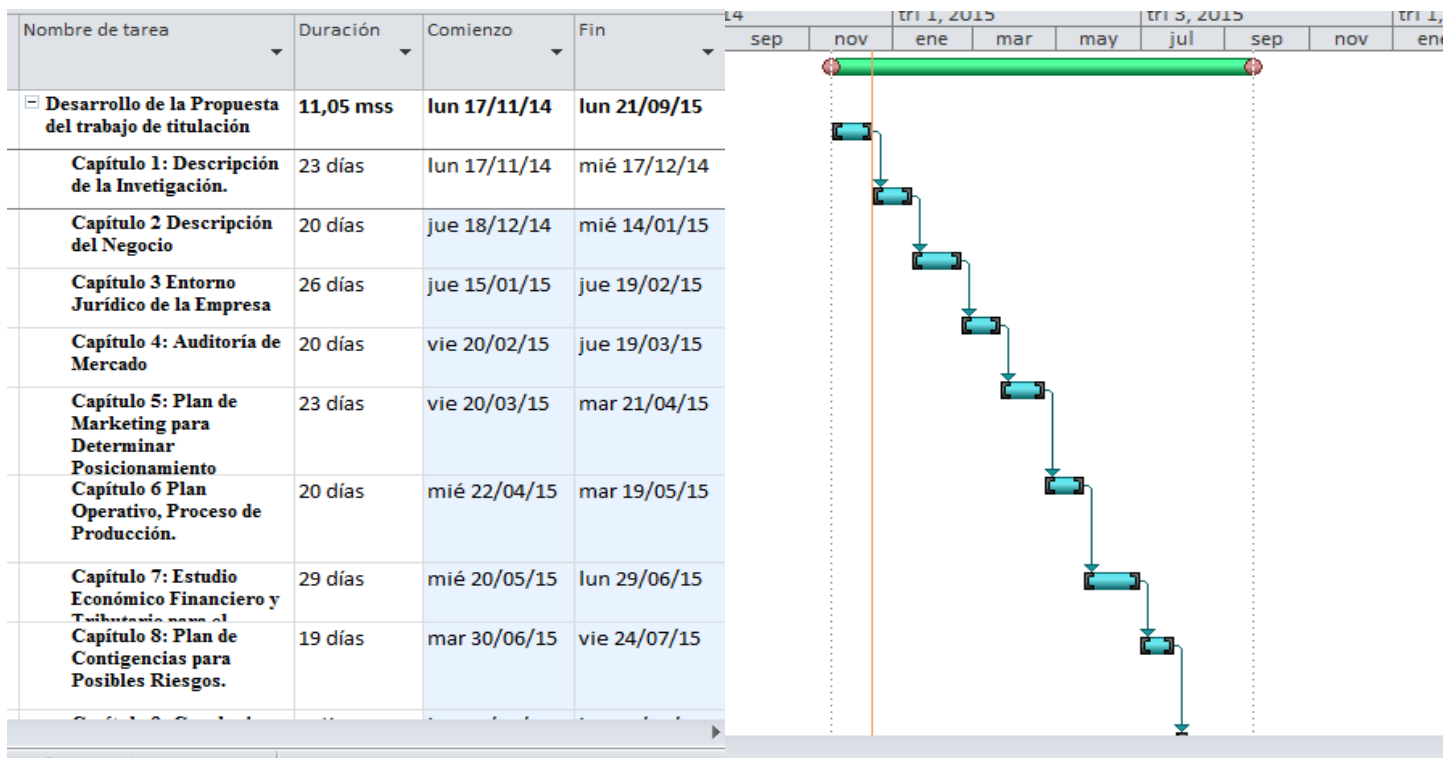 Nombre de tarea Duración Comienzo Fin
14 tri 1, 2015 tri 3, 2015 tri 1,
sep nov ene mar may jul sep nov ene
Desarrollo de la Propuesta
del trabajo de titulación
11,05 mss lun 17/11/14 lun 21/09/15
Capítulo 1: Descripción
de la Invetigación.
23 días lun 17/11/14 mié 17/12/14
Capítulo 2 Descripción
del Negocio
20 días jue 18/12/14 mié 14/01/15
Capítulo 3 Entorno
Jurídico de la Empresa
26 días jue 15/01/15 jue 19/02/15
Capítulo 4: Auditoría de
Mercado
20 días vie 20/02/15 jue 19/03/15
Capítulo 5: Plan de
Marketing para
Determinar
Posicionamiento
23 días vie 20/03/15 mar 21/04/15
Capítulo 6 Plan
Operativo, Proceso de
Producción.
20 días mié 22/04/15 mar 19/05/15
Capítulo 7: Estudio
Económico Financiero y
29 días mié 20/05/15 lun 29/06/15
Capítulo 8: Plan de
Contigencias para
Posibles Riesgos.
19 días mar 30/06/15 vie 24/07/15